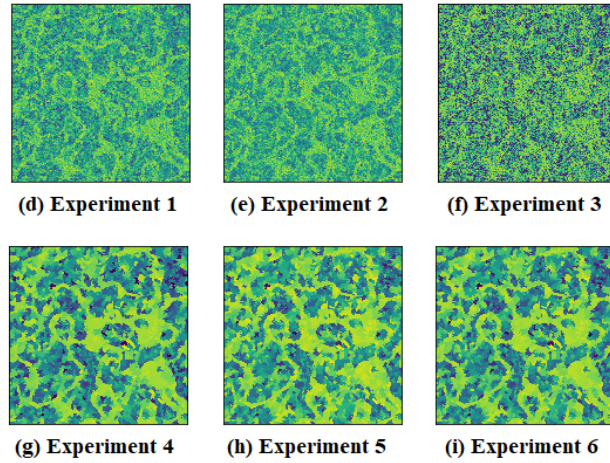 (d) Experiment 1 (e) Experiment 2 (f) Experiment 3
(g) Experiment 4 (h) Experiment 5 (i) Experiment 6